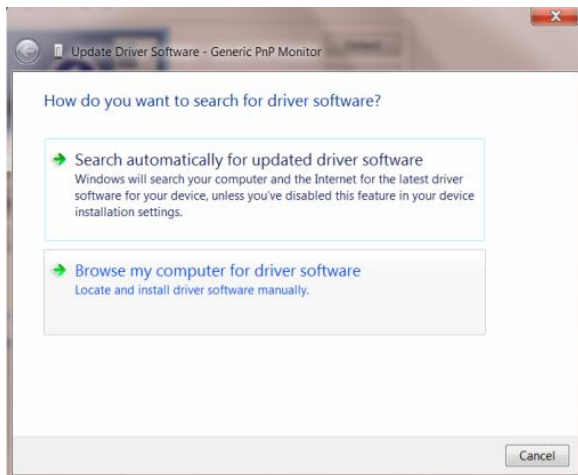 Update Driver Software - Generic PnP Monitor
How do you want to search for driver software?
Search automatically for updated driver software
Windows will search your computer and the Internet for the latest driver
software for your device, unless you've disabled this feature in your device
installation settings.
Browse my computer for driver software
Locate and install driver software manually.
Cancel